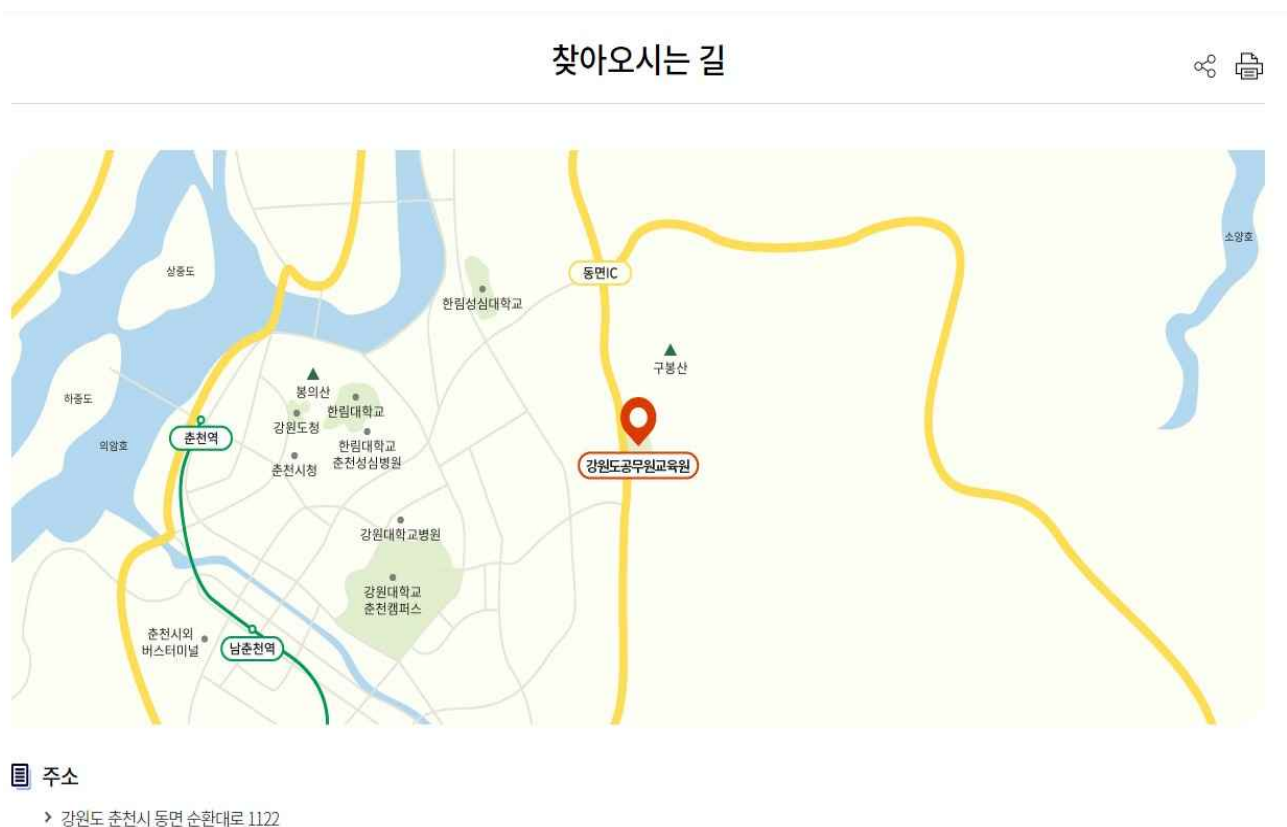 찾아오시는 길
소양호
상중도
동면IC
한림성심대학교
구봉산
봉의산
하중도
한림대학교
강원도청
춘천역
의암호
한림대학교
춘천성심병원
춘천시청
강원도공무원교육원
강원대학교병원
강원대학교
춘천캠퍼스
춘천시외
버스터미널
남춘천역
주소
강원도 춘천시 동면 순환대로 1122